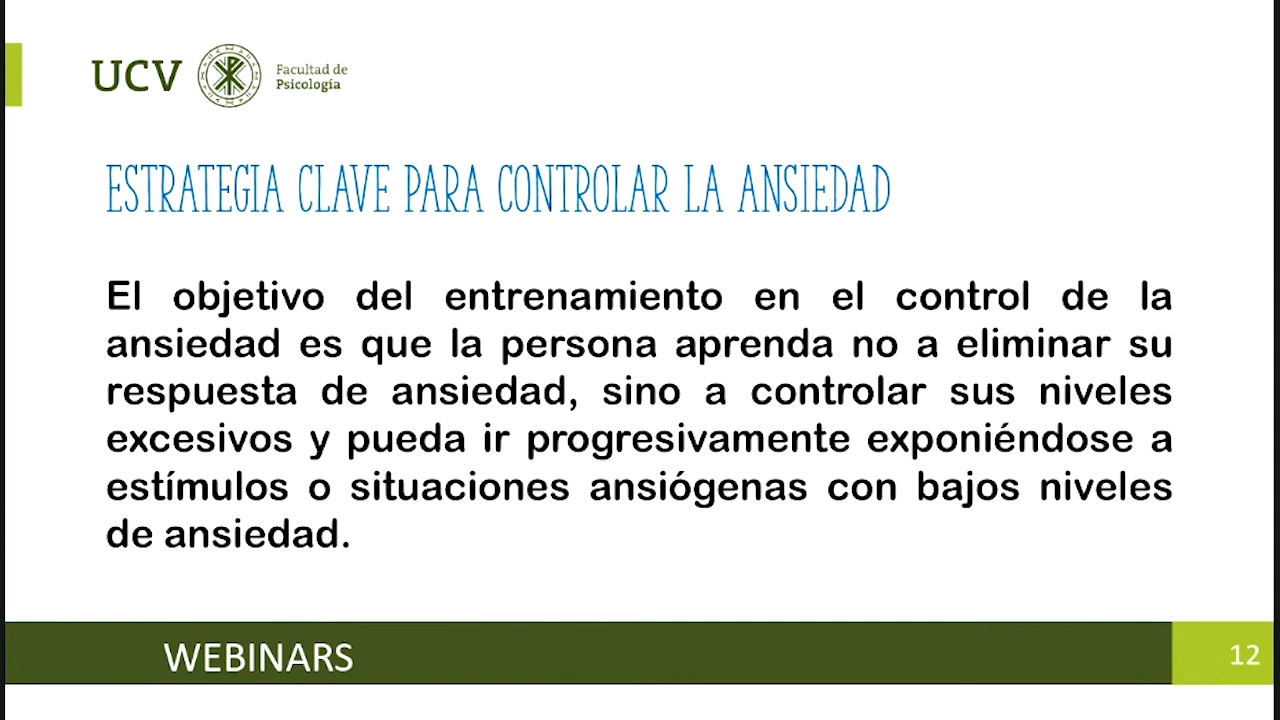 UCV
Facultad de
Psicología
ESTRATEGIA CLAVE PARA CONTROLAR LA ANSIEDAD
El objetivo del entrenamiento en el control de la
ansiedad es que la persona aprenda no a eliminar su
respuesta de ansiedad, sino a controlar sus niveles
excesivos y pueda ir progresivamente exponiéndose a
estímulos o situaciones ansiógenas con bajos niveles
de ansiedad.
WEBINARS
12